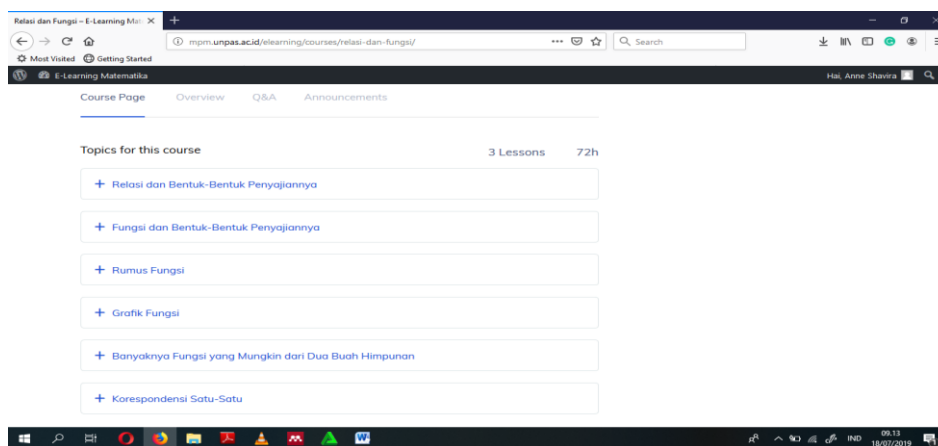 Relasi dan Fungsi – E-Learning Mat
mpm.unpas.ac.id/elearning/courses/relasi-dan-fungsi/
Search
Most Visited Getting Started
E-Learning Matematika Hai, Anne Shavira
Course Page Overview Q&A Announcements
Topics for this course 3 Lessons 72h
+ Relasi dan Bentuk-Bentuk Penyajiannya
+ Fungsi dan Bentuk-Bentuk Penyajiannya
+ Rumus Fungsi
+ Grafik Fungsi
+ Banyaknya Fungsi yang Mungkin dari Dua Buah Himpunan
+ Korespondensi Satu-Satu
IND 09.13
18/07/2019